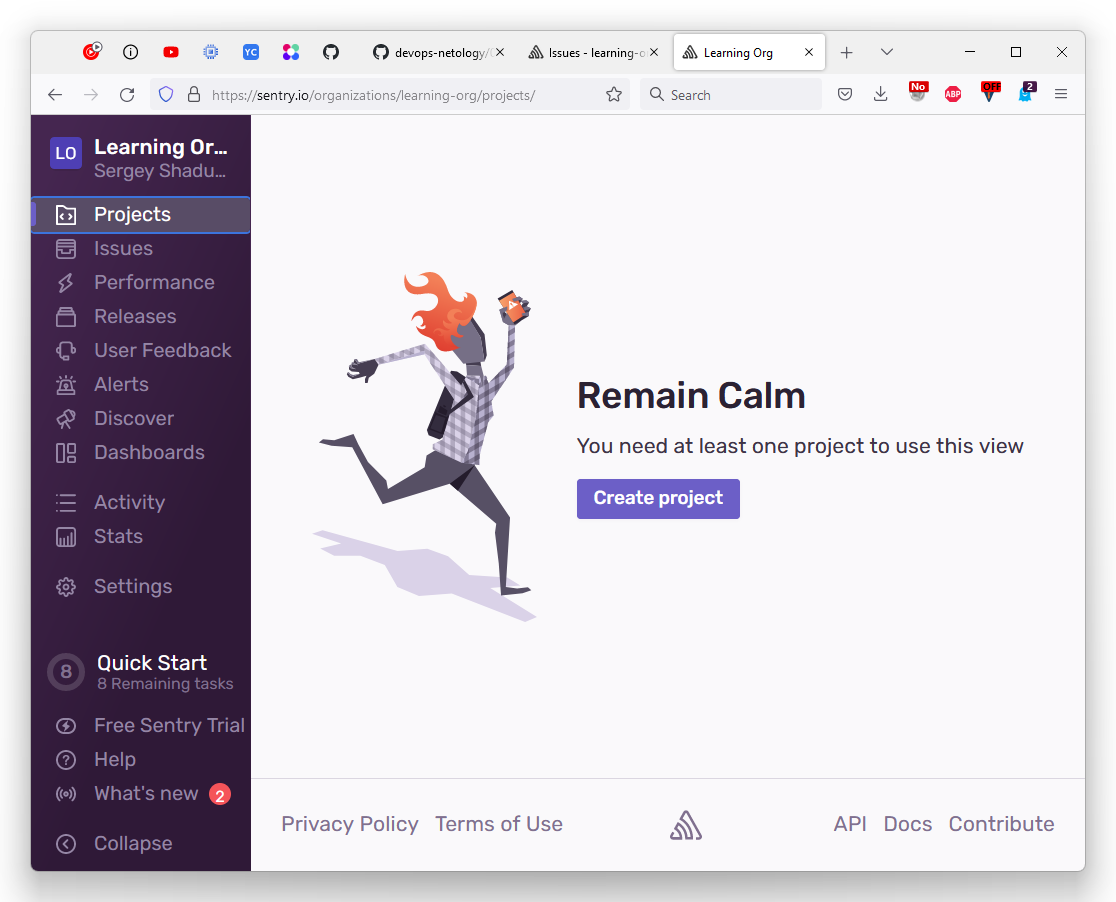 YC
devops-netology/
Issues - learning-o
Learning Org
https://sentry.io/organizations/learning-org/projects/
Search
No
ABP
OFF
2
LO
Learning Or...
Sergey Shadu...
Projects
Issues
Performance
Releases
User Feedback
Alerts
Discover
Dashboards
Activity
Stats
Settings
8
Quick Start
8 Remaining tasks
Free Sentry Trial
Help
What's new 2
Collapse
Remain Calm
You need at least one project to use this view
Create project
Privacy Policy
Terms of Use
API
Docs
Contribute